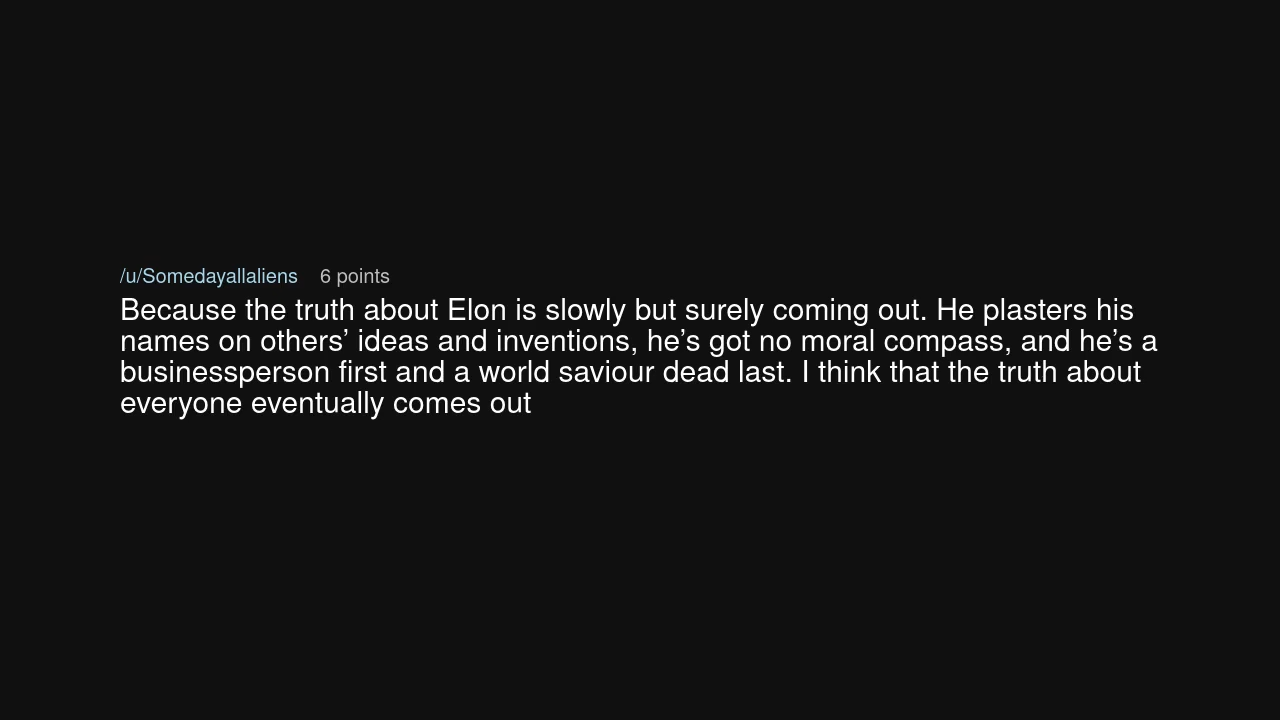 /u/Somedayallaliens 6 points
Because the truth about Elon is slowly but surely coming out. He plasters his
names on others’ ideas and inventions, he’s got no moral compass, and he’s a
businessperson first and a world saviour dead last. I think that the truth about
everyone eventually comes out